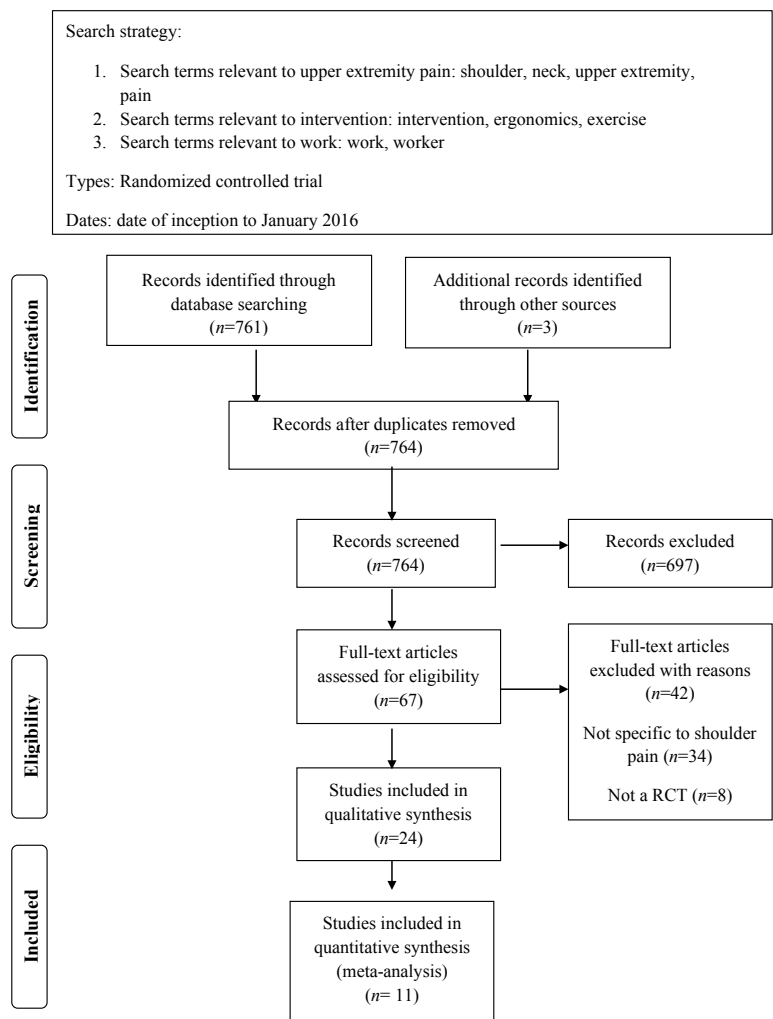 Search strategy:
1. Search terms relevant to upper extremity pain: shoulder, neck, upper extremity,
pain
2. Search terms relevant to intervention: intervention, ergonomics, exercise
3. Search terms relevant to work: work, worker
Types: Randomized controlled trial
Dates: date of inception to January 2016
Identification
Records identified through
database searching
(n=761)
Additional records identified
through other sources
(n=3)
Records after duplicates removed
(n=764)
Screening
Records screened
(n=764)
Records excluded
(n=697)
Eligibility
Full-text articles
assessed for eligibility
(n=67)
Full-text articles
excluded with reasons
(n=42)
Not specific to shoulder
pain (n=34)
Not a RCT (n=8)
Studies included in
qualitative synthesis
(n=24)
Included
Studies included in
quantitative synthesis
(meta-analysis)
(n= 11)